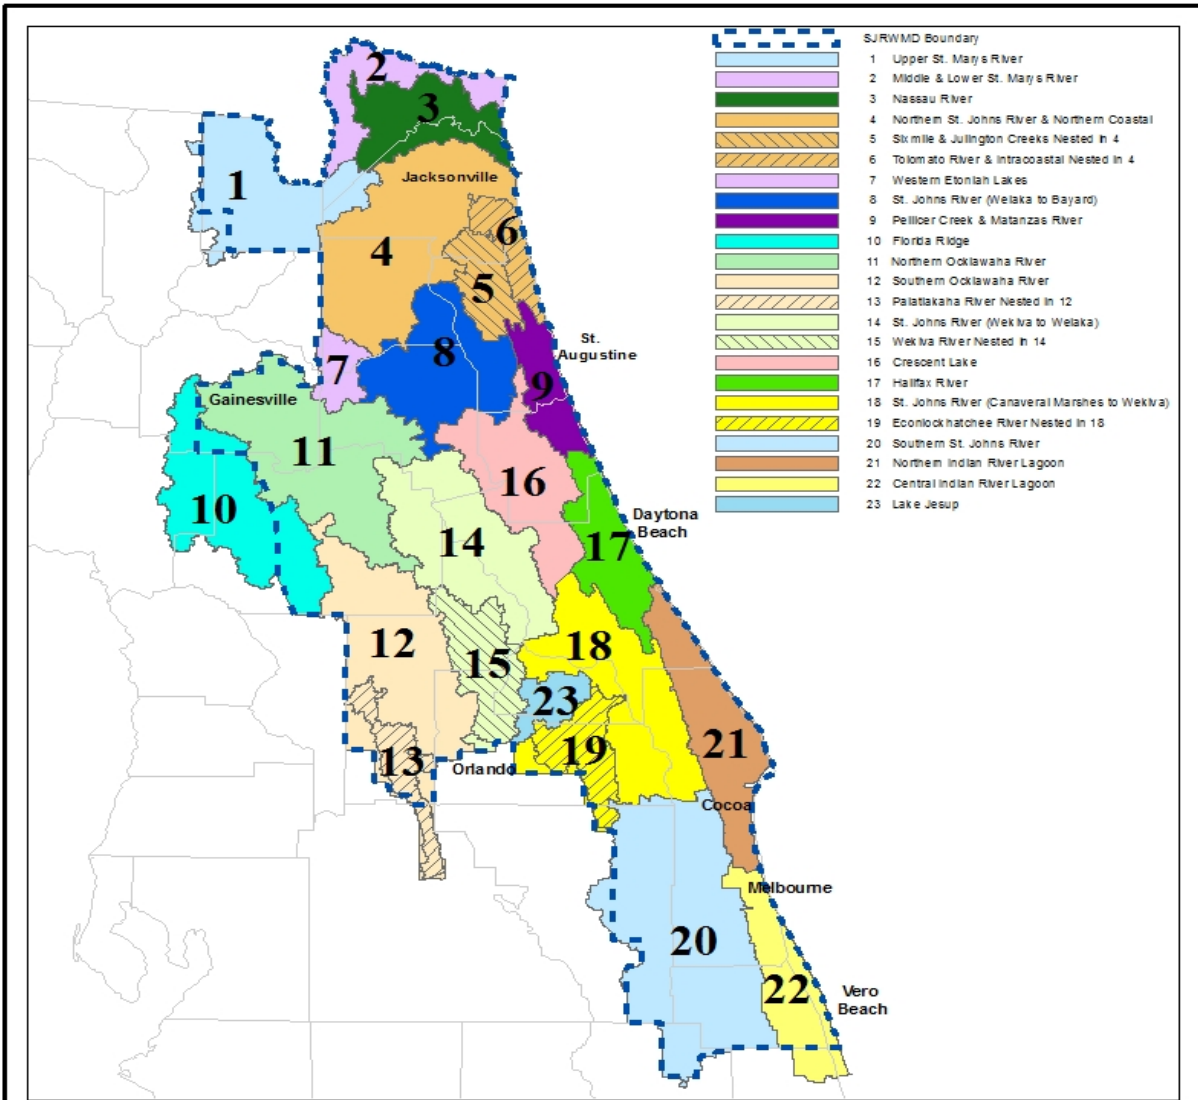 SJRWMD Boundary
1 Upper St. Marys River
2 Middle & Lower St. Marys River
3 Nassau River
4 Northern St. Johns River & Northern Coastal
5 Sixmile & Julington Creeks Nested in 4
6 Tolomato River & Intracoastal Nested in 4
7 Western Etoniah Lakes
8 St. Johns River (Welaka to Bayard)
9 Pellicer Creek & Matanzas River
10 Florida Ridge
11 Northern Ocklawaha River
12 Southern Ocklawaha River
13 Palatlakaha River Nested in 12
14 St. Johns River (Wekiva to Welaka)
15 Wekiva River Nested in 14
16 Crescent Lake
17 Halifax River
18 St. Johns River (Canaveral Marshes to Wekiva)
19 Econlockhatchee River Nested in 18
20 Southern St. Johns River
21 Northern Indian River Lagoon
22 Central Indian River Lagoon
23 Lake Jesup
2
3
1
Jacksonville
6
4
5
St.
Augustine
8
7
9
Gainesville
11
16
10
Daytona
Beach
14
17
12
18
15
23
21
19
13
Orlando
Cocoa
Melbourne
20
22
Vero
Beach